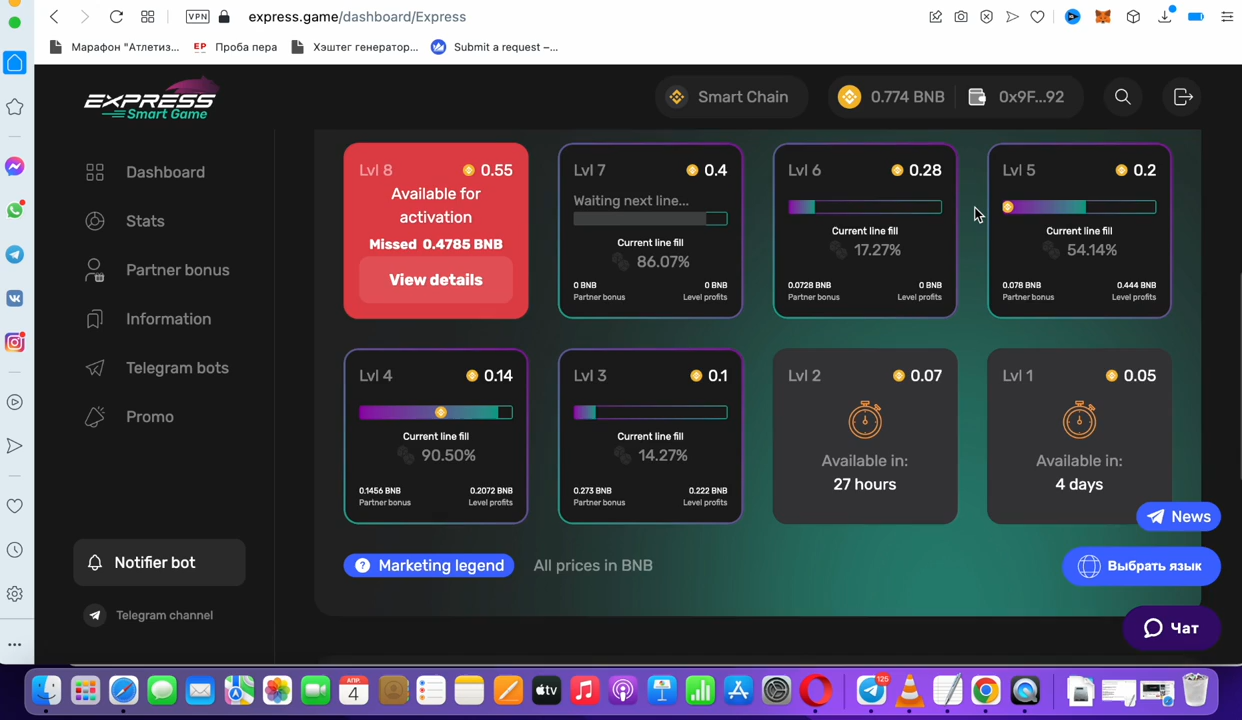 VPN express.game/dashboard/Express
Марафон "Атлетиз... EP Проба пера Хэштег генератор... Submit a request –...
EXPRESS
Smart Game
Smart Chain 0.774 BNB 0x9F...92
Dashboard
Stats
Partner bonus
Information
Telegram bots
Promo
Notifier bot
Telegram channel
Lvl 8 0.55
Available for
activation
Missed 0.4785 BNB
View details
Lvl 7 0.4
Waiting next line...
Current line fill
86.07%
0 BNB 0 BNB
Partner bonus Level profits
Lvl 6 0.28
Current line fill
17.27%
0.0728 BNB 0 BNB
Partner bonus Level profits
Lvl 5 0.2
Current line fill
54.14%
0.078 BNB 0.444 BNB
Partner bonus Level profits
Lvl 4 0.14
Current line fill
90.50%
0.1456 BNB 0.2072 BNB
Partner bonus Level profits
Lvl 3 0.1
Current line fill
14.27%
0.273 BNB 0.222 BNB
Partner bonus Level profits
Lvl 2 0.07
Available in:
27 hours
Lvl 1 0.05
Available in:
4 days
? Marketing legend All prices in BNB
News
Выбрать язык
Чат
АПР.
4
tv
125